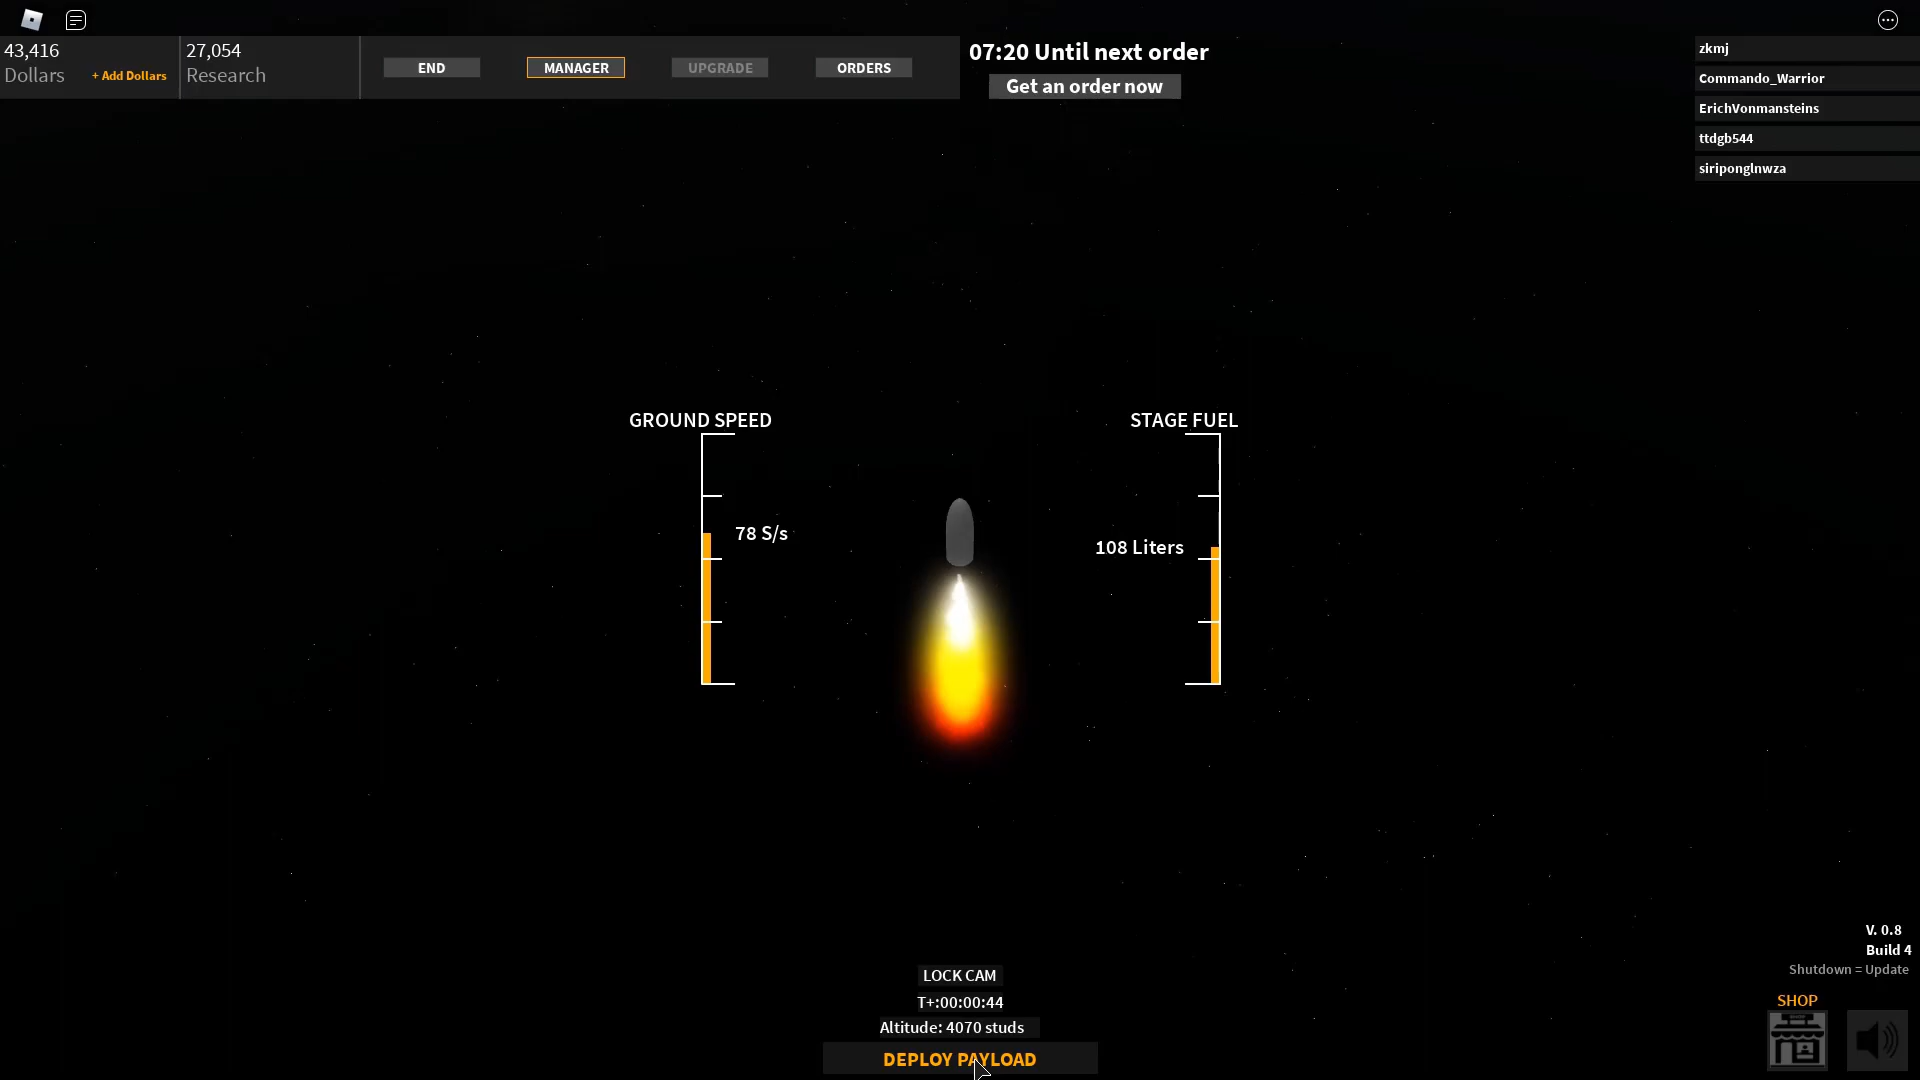 43,416
Dollars
+ Add Dollars
27,054
Research
END
MANAGER
UPGRADE
ORDERS
07:20 Until next order
Get an order now
zkmj
Commando_Warrior
ErichVonmansteins
ttdgb544
siriponglnwza
GROUND SPEED
STAGE FUEL
78 S/s
108 Liters
LOCK CAM
T+:00:00:44
Altitude: 4070 studs
DEPLOY PAYLOAD
V. 0.8
Build 4
Shutdown = Update
SHOP